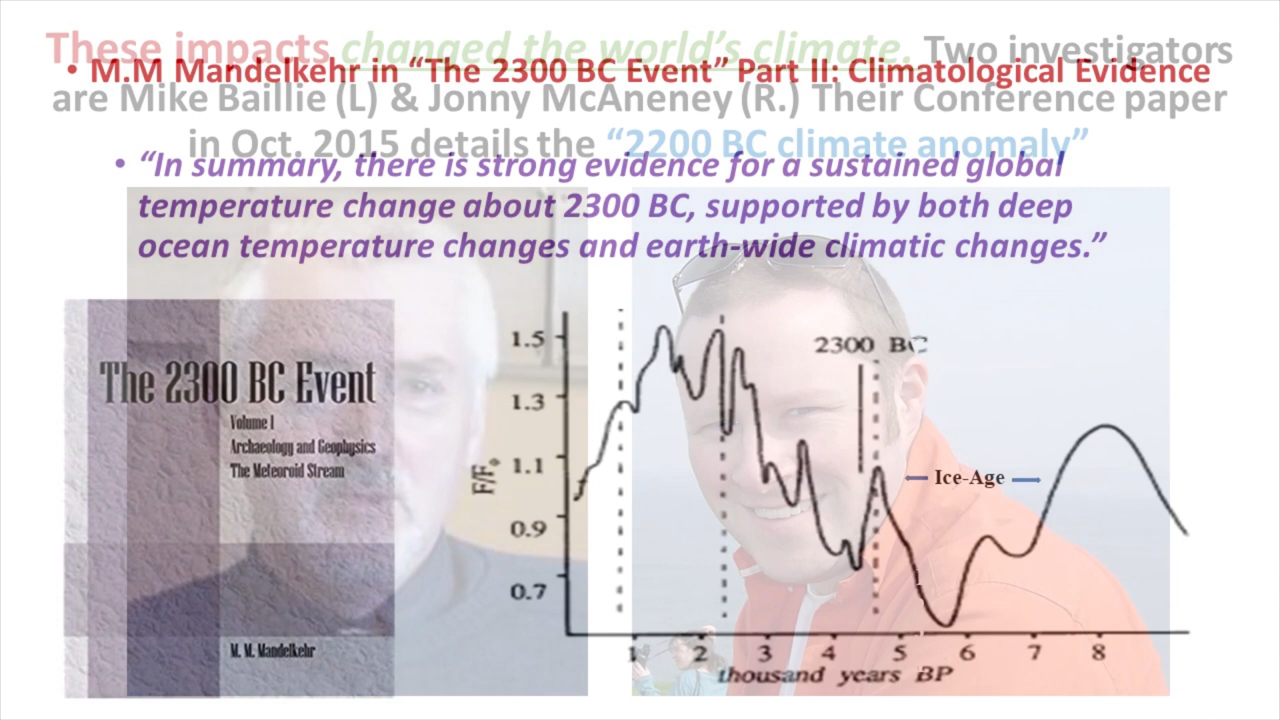 These impacts changed the world's climate. Two investigators
• M.M Mandelkehr in “The 2300 BC Event” Part II: Climatological Evidence
are Mike Baillie (L) & Jonny McAneney (R.) Their Conference paper
in Oct. 2015 details the “2200 BC climate anomaly”
• “In summary, there is strong evidence for a sustained global
temperature change about 2300 BC, supported by both deep
ocean temperature changes and earth-wide climatic changes.”
The 2300 BC Event
Volume I
Archaeology and Geophysics
The Meteoroid Stream
M. M. Mandelkehr
F/F₀
1.5
1.3
1.1
0.9
0.7
2300 BC
Ice-Age
1 2 3 4 5 6 7 8
thousand years BP